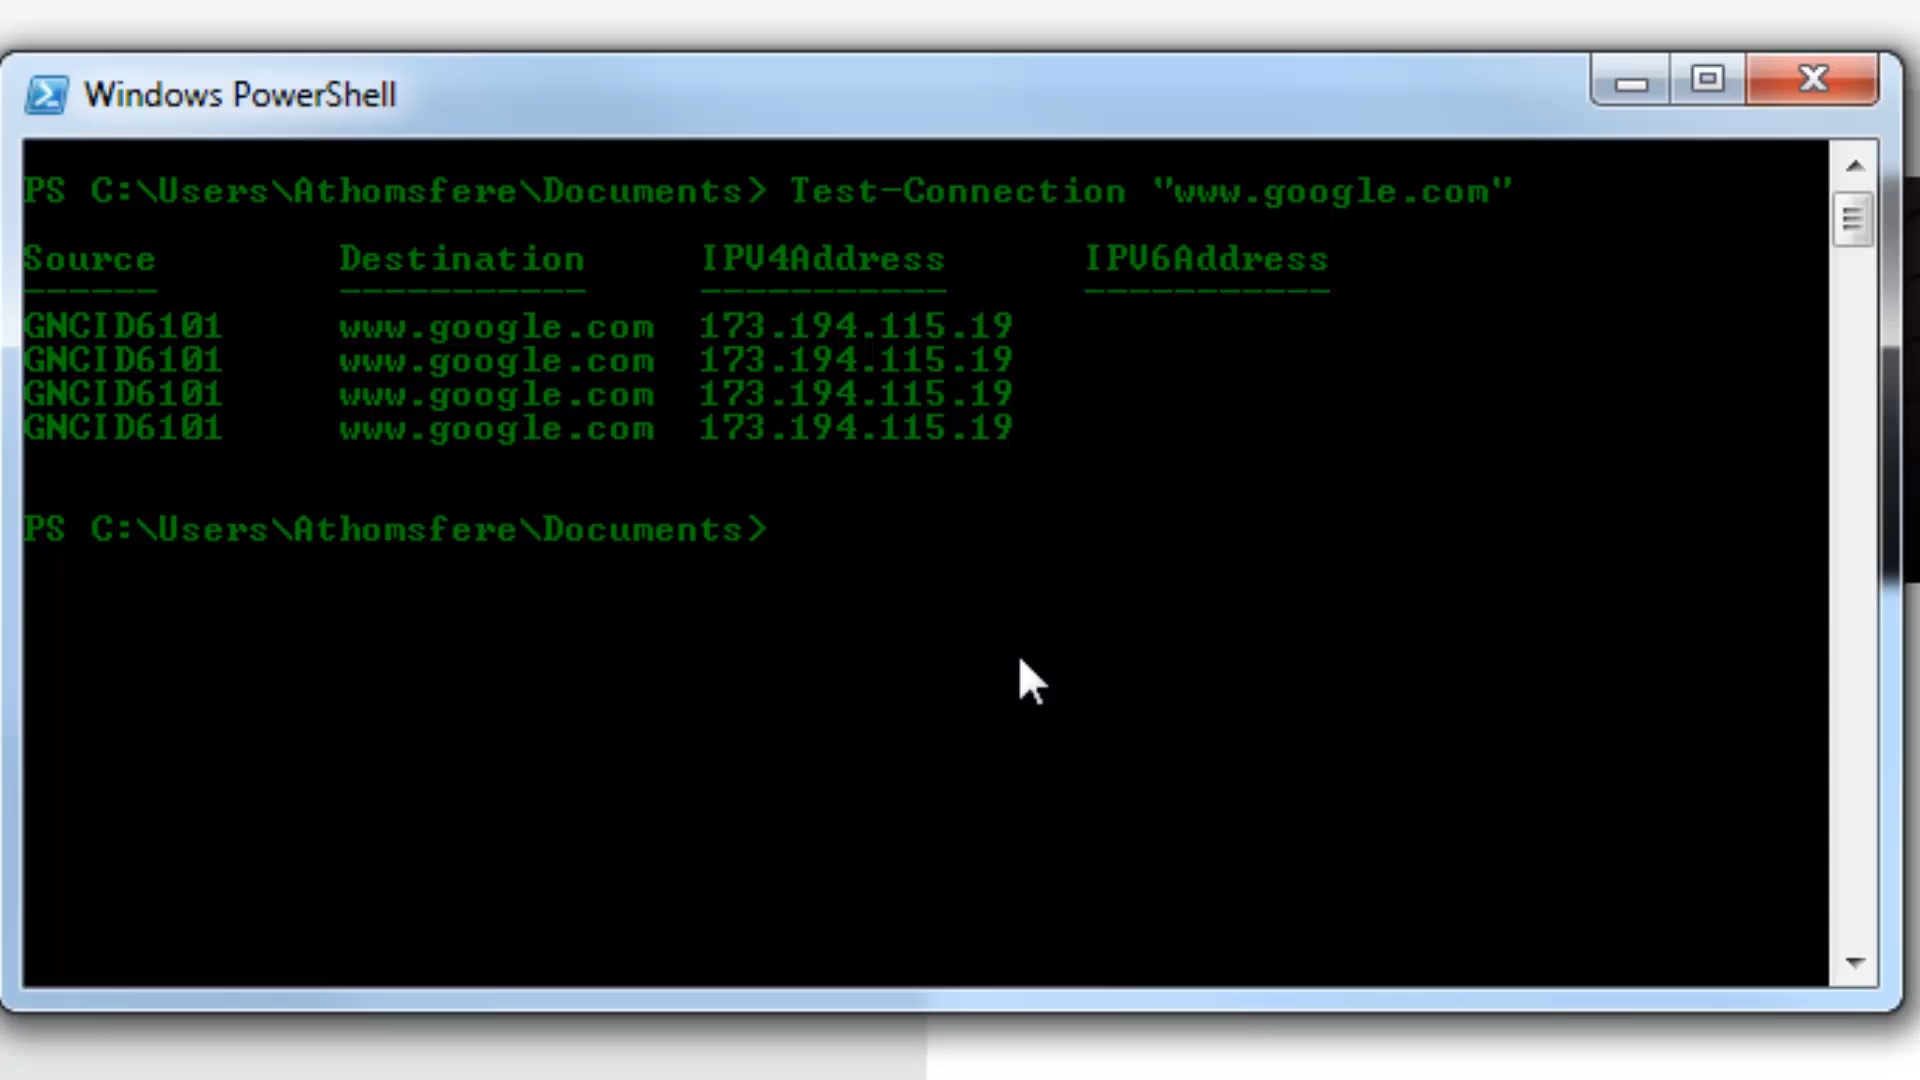 Windows PowerShell
PS C:\Users\Athomsfere\Documents> Test-Connection "www.google.com"
Source Destination IPV4Address IPV6Address
------ ----------- ----------- -----------
GNCID6101 www.google.com 173.194.115.19
GNCID6101 www.google.com 173.194.115.19
GNCID6101 www.google.com 173.194.115.19
GNCID6101 www.google.com 173.194.115.19
PS C:\Users\Athomsfere\Documents>